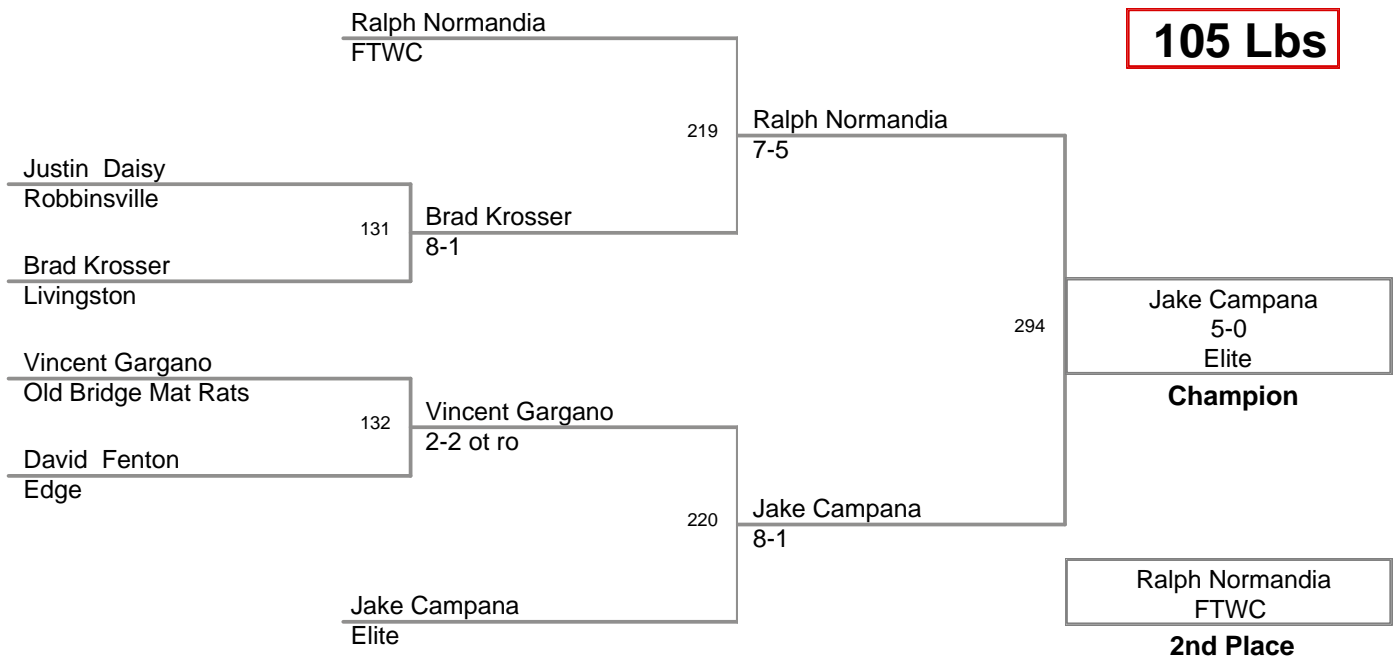 Ralph Normandia
FTWC
105 Lbs
219
Ralph Normandia
7-5
Justin  Daisy
Robbinsville
131
Brad Krosser
8-1
Brad Krosser
Livingston
294
Jake Campana
5-0
Elite
Champion
Vincent Gargano
Old Bridge Mat Rats
132
Vincent Gargano
2-2 ot ro
David  Fenton
Edge
220
Jake Campana
8-1
Jake Campana
Elite
Ralph Normandia
FTWC
2nd Place